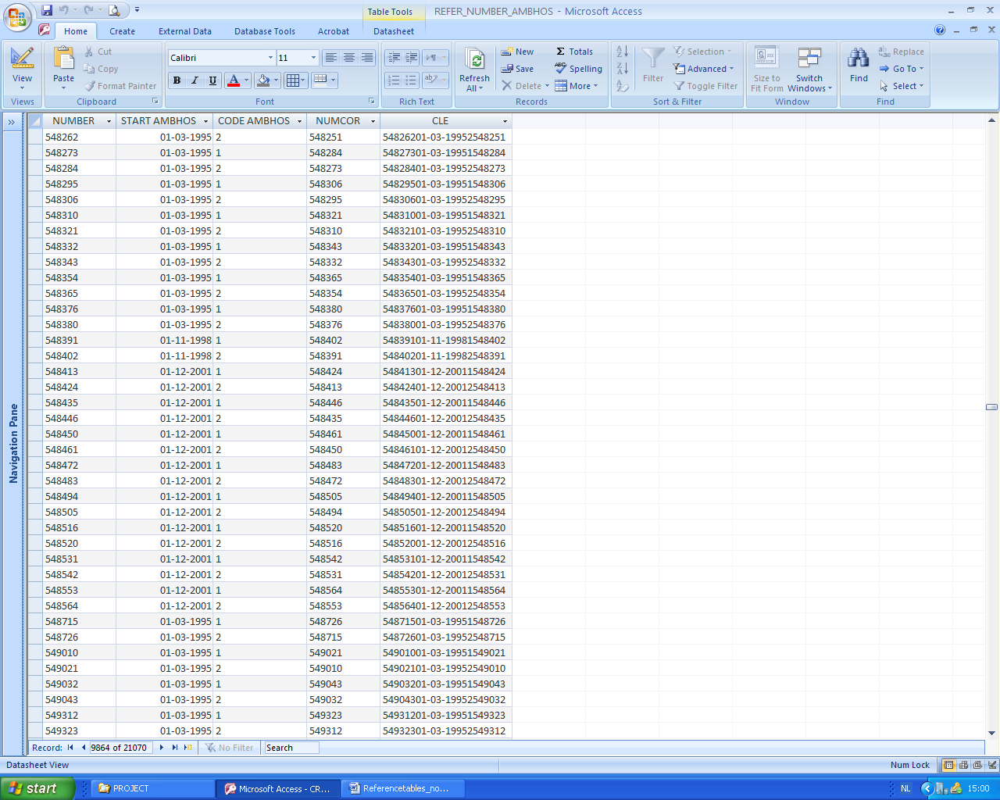 REFER_NUMBER_AMBHOS - Microsoft Access
Table Tools
Home Create External Data Database Tools Acrobat Datasheet
View
Views
Paste
Cut
Copy
Format Painter
Clipboard
Calibri 11
B I U A
Font
Rich Text
Refresh All
New
Save
Delete
Totals
Spelling
More
Records
Filter
Selection
Advanced
Toggle Filter
Sort & Filter
Size to Fit Form
Switch Windows
Window
Find
Replace
Go To
Select
Find
Navigation Pane
NUMBER START AMBHOS CODE AMBHOS NUMCOR CLE
548262 01-03-1995 2 548251 54826201-03-19952548251
548273 01-03-1995 1 548284 54827301-03-19951548284
548284 01-03-1995 2 548273 54828401-03-19952548273
548295 01-03-1995 1 548306 54829501-03-19951548306
548306 01-03-1995 2 548295 54830601-03-19952548295
548310 01-03-1995 1 548321 54831001-03-19951548321
548321 01-03-1995 2 548310 54832101-03-19952548310
548332 01-03-1995 1 548343 54833201-03-19951548343
548343 01-03-1995 2 548332 54834301-03-19952548332
548354 01-03-1995 1 548365 54835401-03-19951548365
548365 01-03-1995 2 548354 54836501-03-19952548354
548376 01-03-1995 1 548380 54837601-03-19951548380
548380 01-03-1995 2 548376 54838001-03-19952548376
548391 01-11-1998 1 548402 54839101-11-19981548402
548402 01-11-1998 2 548391 54840201-11-19982548391
548413 01-12-2001 1 548424 54841301-12-20011548424
548424 01-12-2001 2 548413 54842401-12-20012548413
548435 01-12-2001 1 548446 54843501-12-20011548446
548446 01-12-2001 2 548435 54844601-12-20012548435
548450 01-12-2001 1 548461 54845001-12-20011548461
548461 01-12-2001 2 548450 54846101-12-20012548450
548472 01-12-2001 1 548483 54847201-12-20011548483
548483 01-12-2001 2 548472 54848301-12-20012548472
548494 01-12-2001 1 548505 54849401-12-20011548505
548505 01-12-2001 2 548494 54850501-12-20012548494
548516 01-12-2001 1 548520 54851601-12-20011548520
548520 01-12-2001 2 548516 54852001-12-20012548516
548531 01-12-2001 1 548542 54853101-12-20011548542
548542 01-12-2001 2 548531 54854201-12-20012548531
548553 01-12-2001 1 548564 54855301-12-20011548564
548564 01-12-2001 2 548553 54856401-12-20012548553
548715 01-03-1995 1 548726 54871501-03-19951548726
548726 01-03-1995 2 548715 54872601-03-19952548715
549010 01-03-1995 1 549021 54901001-03-19951549021
549021 01-03-1995 2 549010 54902101-03-19952549010
549032 01-03-1995 1 549043 54903201-03-19951549043
549043 01-03-1995 2 549032 54904301-03-19952549032
549312 01-03-1995 1 549323 54931201-03-19951549323
549323 01-03-1995 2 549312 54932301-03-19952549312
Record: 9864 of 21070 No Filter Search
Datasheet View Num Lock
start PROJECT Microsoft Access - CR... Referencetables_no... NL 15:00